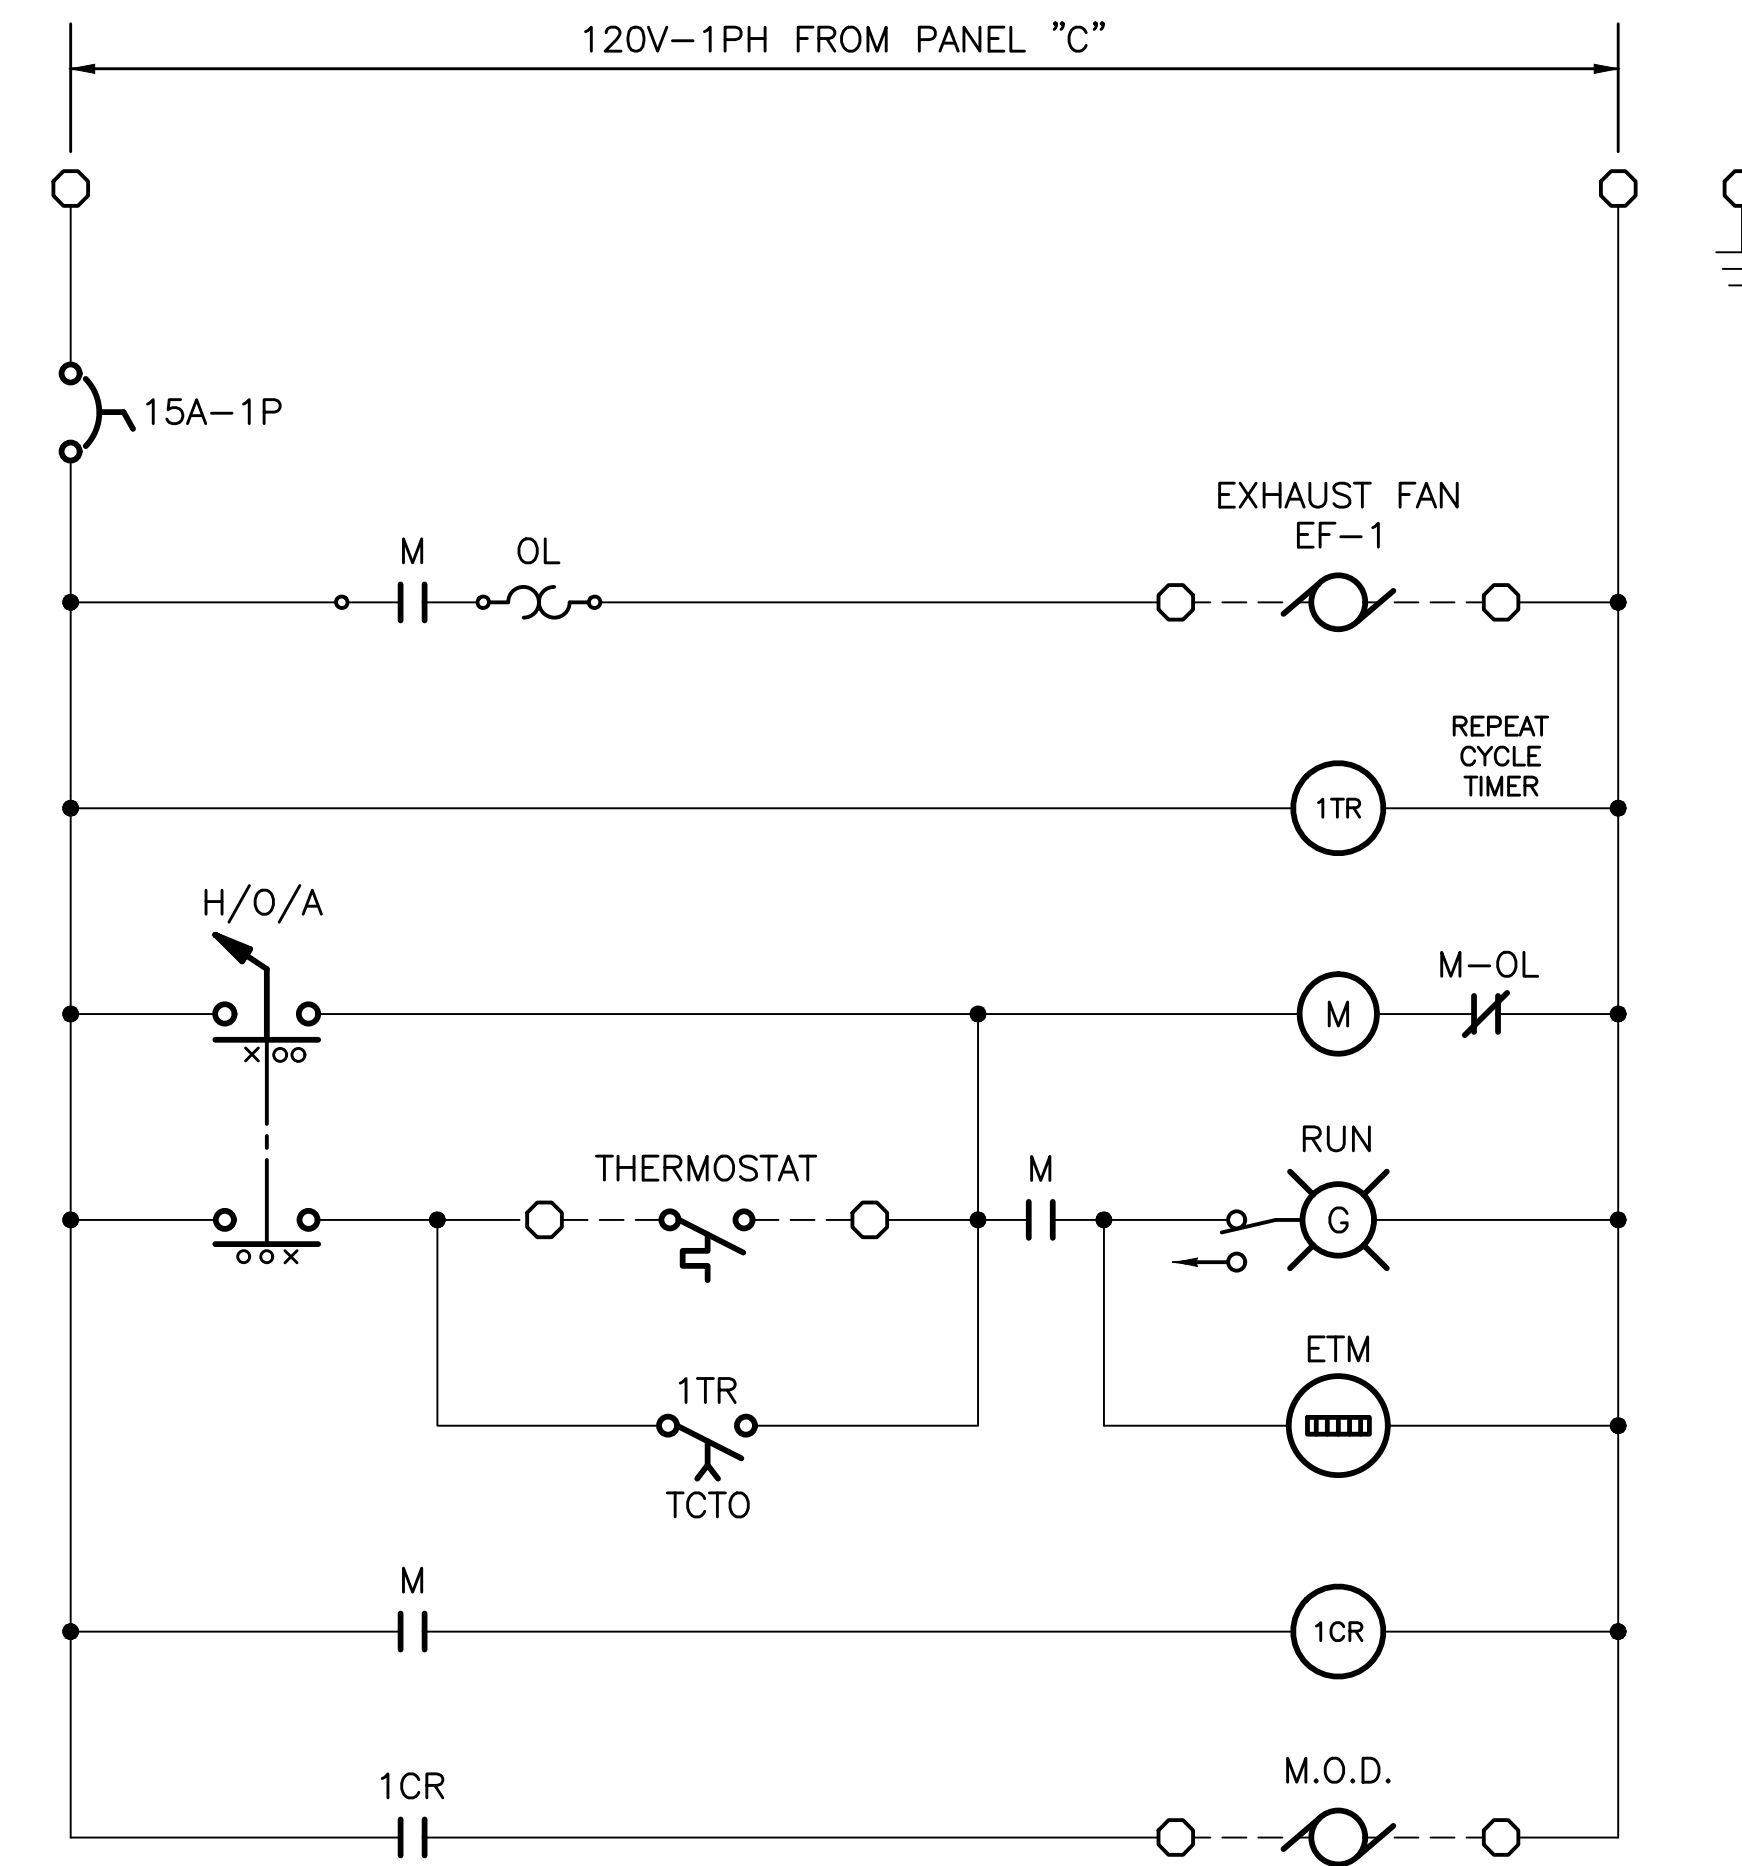 120V-1PH FROM PANEL "C"
15A-1P
EXHAUST FAN
EF-1
M
OL
REPEAT
CYCLE
TIMER
1TR
H/O/A
M-OL
M
X OO
RUN
THERMOSTAT
M
G
O O X
ETM
1TR
TCTO
M
1CR
M.O.D.
1CR